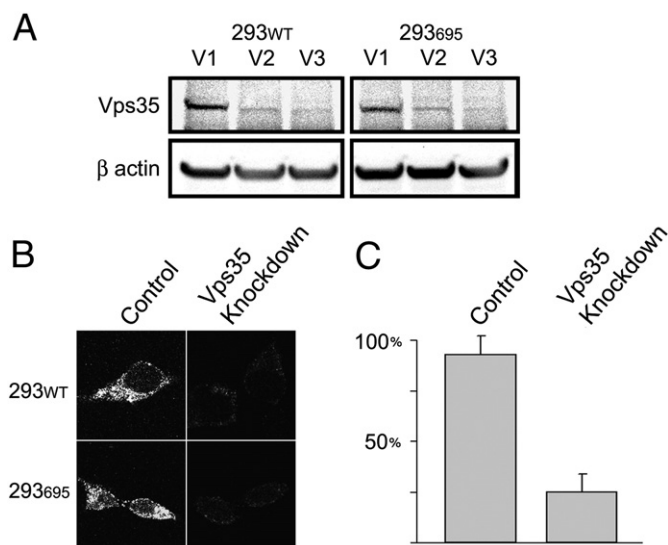 A
293WT 293695
V1 V2 V3 V1 V2 V3
Vps35
β actin
B
Control
Vps35
Knockdown
293WT
293695
C
Control
Vps35
Knockdown
100%
50%